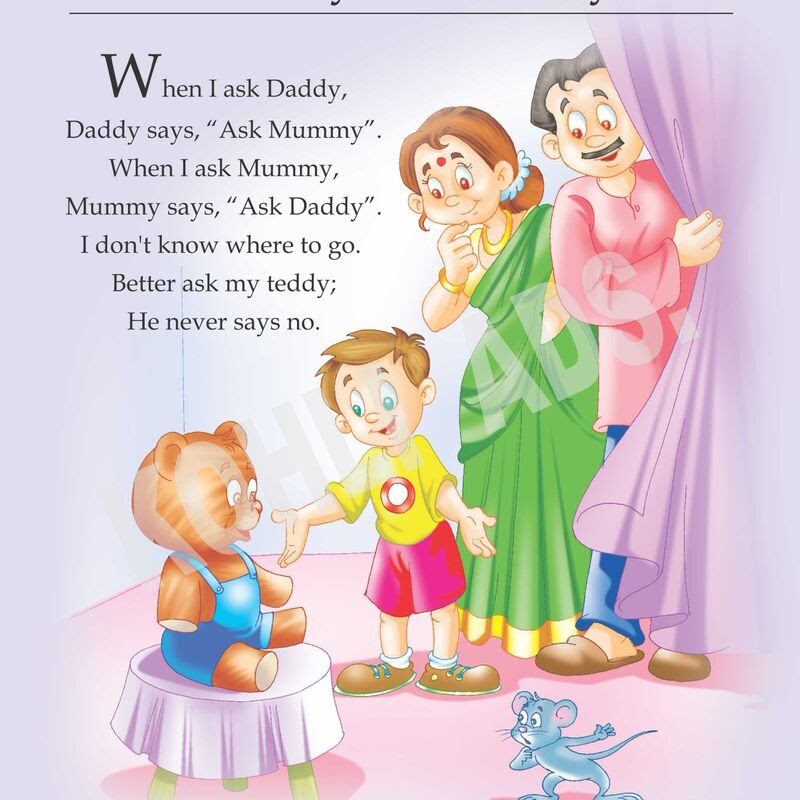 When I ask Daddy,
Daddy says, “Ask Mummy”.
When I ask Mummy,
Mummy says, “Ask Daddy”.
I don't know where to go.
Better ask my teddy;
He never says no.
ADS.